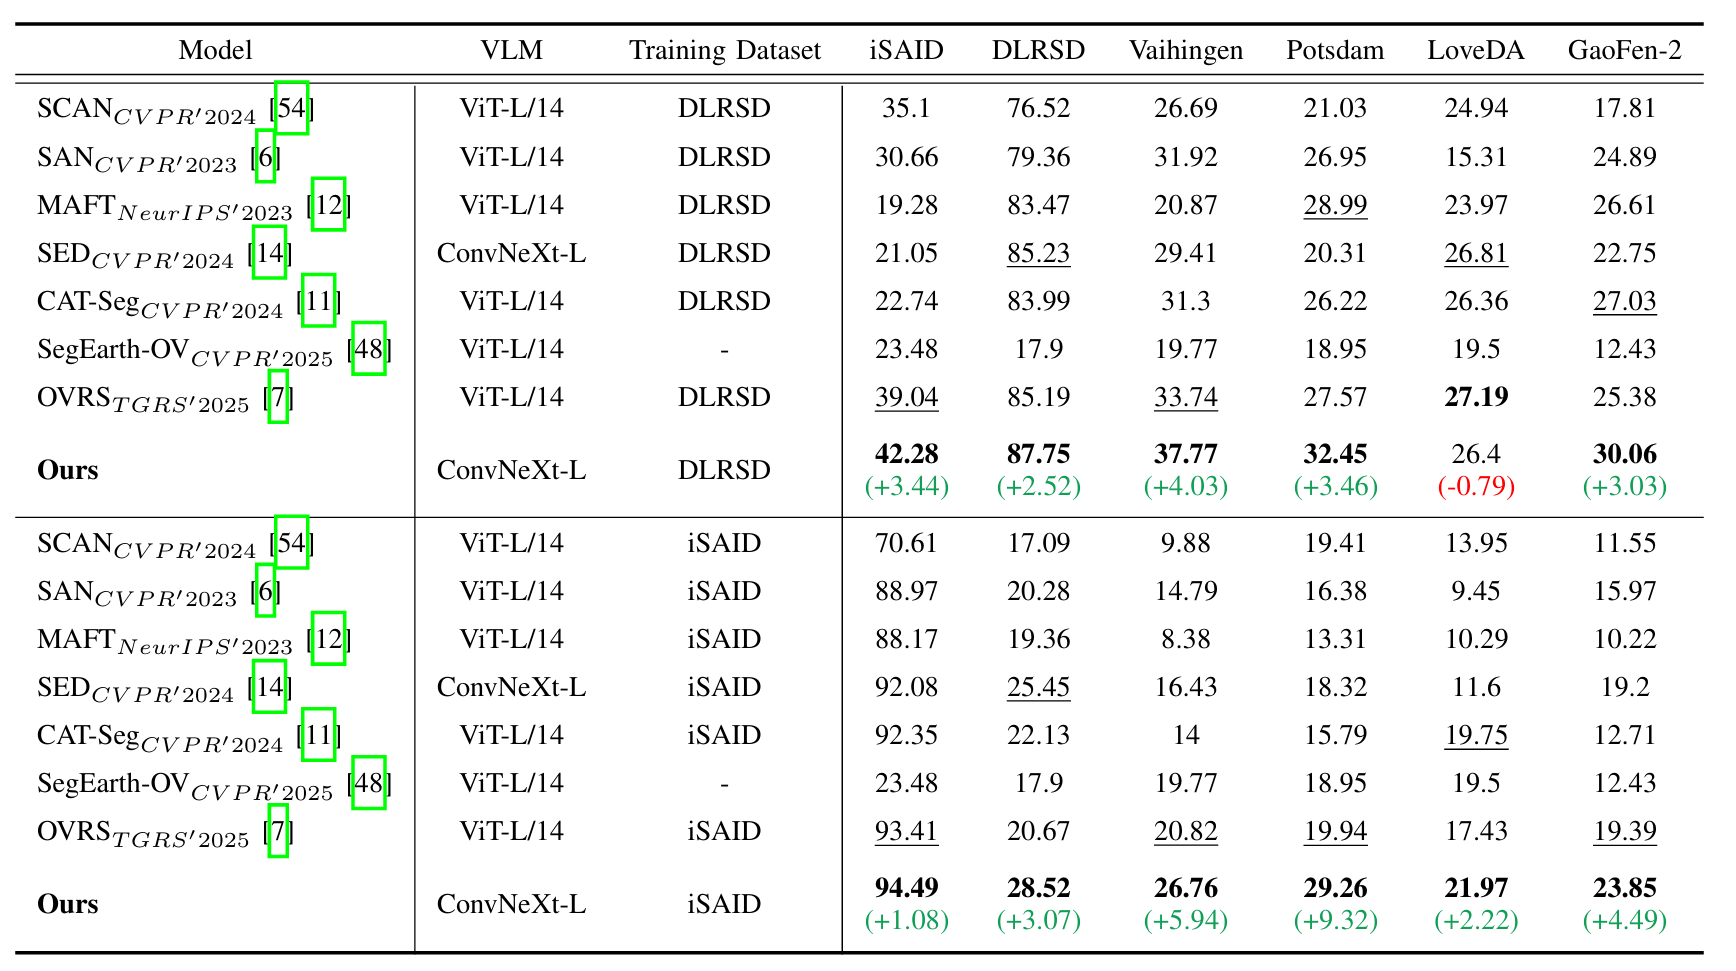 Model VLM Training Dataset iSAID DLRSD Vaihingen Potsdam LoveDA GaoFen-2
SCAN CVPR′2024 [54] ViT-L/14 DLRSD 35.1 76.52 26.69 21.03 24.94 17.81
SAN CVPR′2023 [6] ViT-L/14 DLRSD 30.66 79.36 31.92 26.95 15.31 24.89
MAFT NeurIPS′2023 [12] ViT-L/14 DLRSD 19.28 83.47 20.87 28.99 23.97 26.61
SED CVPR′2024 [14] ConvNeXt-L DLRSD 21.05 85.23 29.41 20.31 26.81 22.75
CAT-Seg CVPR′2024 [11] ViT-L/14 DLRSD 22.74 83.99 31.3 26.22 26.36 27.03
SegEarth-OV CVPR′2025 [48] ViT-L/14 - 23.48 17.9 19.77 18.95 19.5 12.43
OVRS TGRS′2025 [7] ViT-L/14 DLRSD 39.04 85.19 33.74 27.57 27.19 25.38
Ours ConvNeXt-L DLRSD 42.28 87.75 37.77 32.45 26.4 30.06
(+3.44) (+2.52) (+4.03) (+3.46) (-0.79) (+3.03)
SCAN CVPR′2024 [54] ViT-L/14 iSAID 70.61 17.09 9.88 19.41 13.95 11.55
SAN CVPR′2023 [6] ViT-L/14 iSAID 88.97 20.28 14.79 16.38 9.45 15.97
MAFT NeurIPS′2023 [12] ViT-L/14 iSAID 88.17 19.36 8.38 13.31 10.29 10.22
SED CVPR′2024 [14] ConvNeXt-L iSAID 92.08 25.45 16.43 18.32 11.6 19.2
CAT-Seg CVPR′2024 [11] ViT-L/14 iSAID 92.35 22.13 14 15.79 19.75 12.71
SegEarth-OV CVPR′2025 [48] ViT-L/14 - 23.48 17.9 19.77 18.95 19.5 12.43
OVRS TGRS′2025 [7] ViT-L/14 iSAID 93.41 20.67 20.82 19.94 17.43 19.39
Ours ConvNeXt-L iSAID 94.49 28.52 26.76 29.26 21.97 23.85
(+1.08) (+3.07) (+5.94) (+9.32) (+2.22) (+4.49)